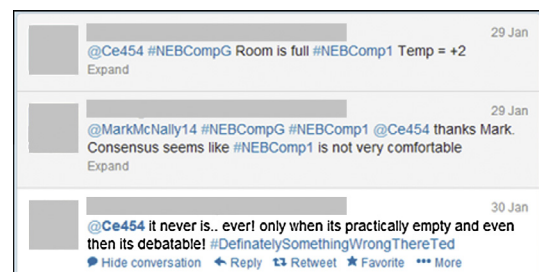 29 Jan
@Ce454 #NEBCompG Room is full #NEBComp1 Temp = +2
Expand
29 Jan
@MarkMcNally14 #NEBCompG #NEBComp1 @Ce454 thanks Mark.
Consensus seems like #NEBComp1 is not very comfortable
Expand
30 Jan
@Ce454 it never is.. ever! only when its practically empty and even
then its debatable! #DefinatelySomethingWrongThereTed
Hide conversation Reply Retweet Favorite More